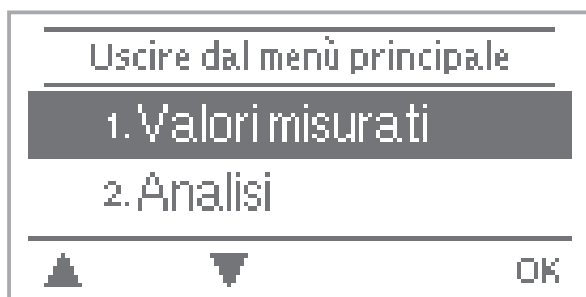 Uscire dal menù principale
1. Valori misurati
2. Analisi
OK